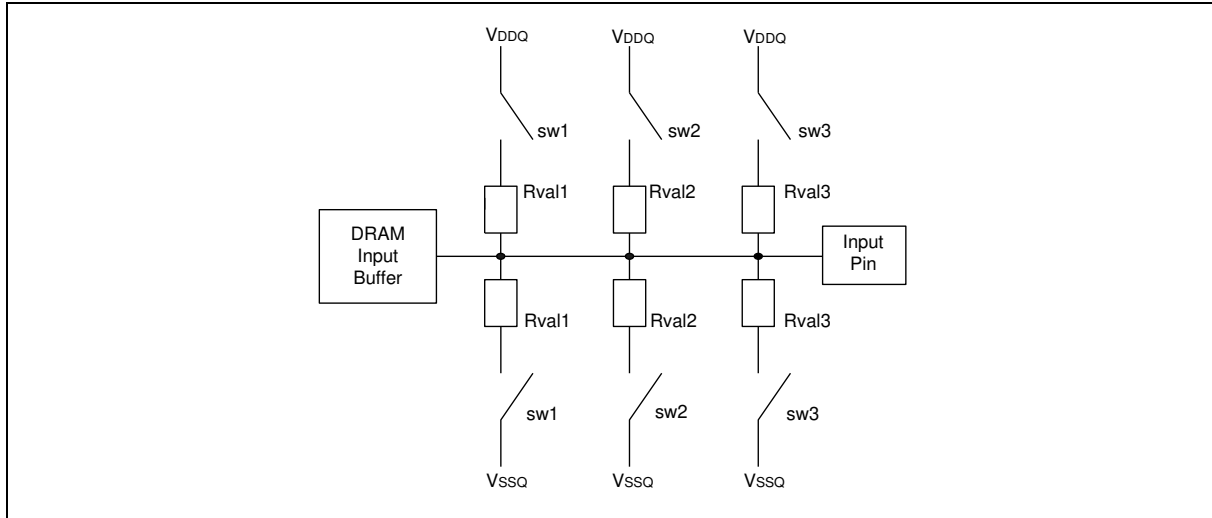 VDDQ VDDQ VDDQ
sw1 sw2 sw3
Rval1 Rval2 Rval3
DRAM
Input
Buffer
Input
Pin
Rval1 Rval2 Rval3
sw1 sw2 sw3
VSSQ VSSQ VSSQ